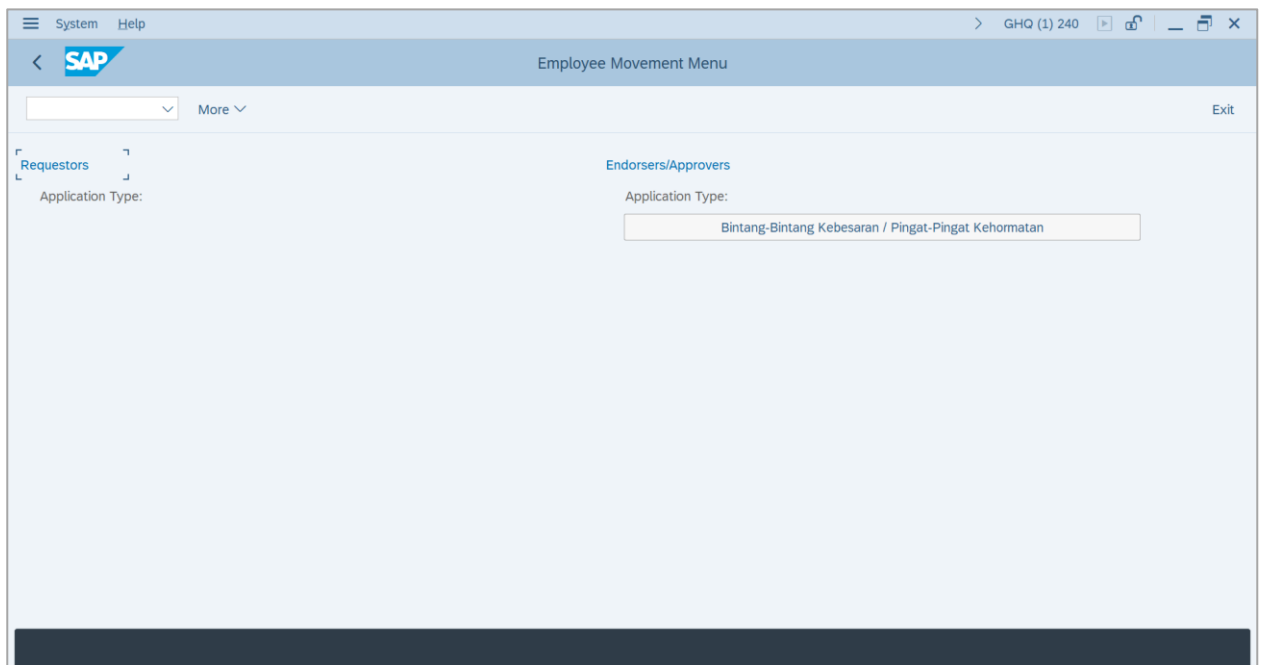 System Help
GHQ (1) 240
SAP
Employee Movement Menu
More
Exit
Requestors
Endorsers/Approvers
Application Type:
Application Type:
Bintang-Bintang Kebesaran / Pingat-Pingat Kehormatan